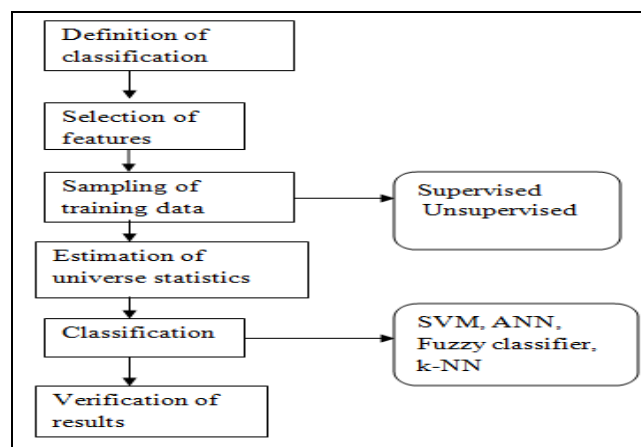 Definition of
classification
Selection of
features
Sampling of
training data
Supervised
Unsupervised
Estimation of
universe statistics
Classification
SVM, ANN,
Fuzzy classifier,
k-NN
Verification of
results